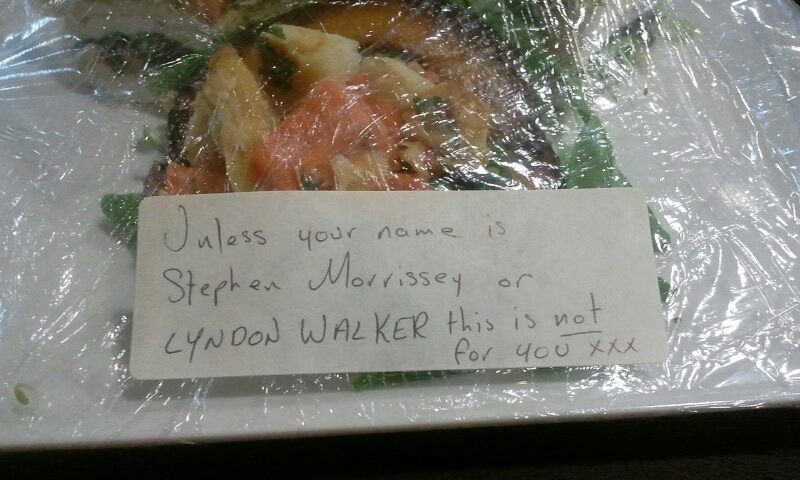 Unless your name is
Stephen Morrissey or
LYNDON WALKER this is not
for you xxx